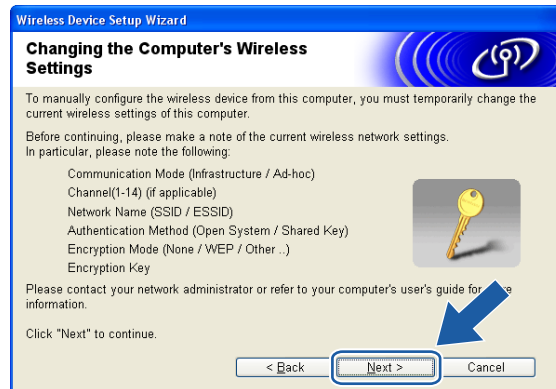 Wireless Device Setup Wizard
Changing the Computer's Wireless
Settings
To manually configure the wireless device from this computer, you must temporarily change the
current wireless settings of this computer.
Before continuing, please make a note of the current wireless network settings.
In particular, please note the following:
Communication Mode (Infrastructure / Ad-hoc)
Channel(1-14) (if applicable)
Network Name (SSID / ESSID)
Authentication Method (Open System / Shared Key)
Encryption Mode (None / WEP / Other ..)
Encryption Key
Please contact your network administrator or refer to your computer's user's guide for
information.
Click "Next" to continue.
< Back Next > Cancel